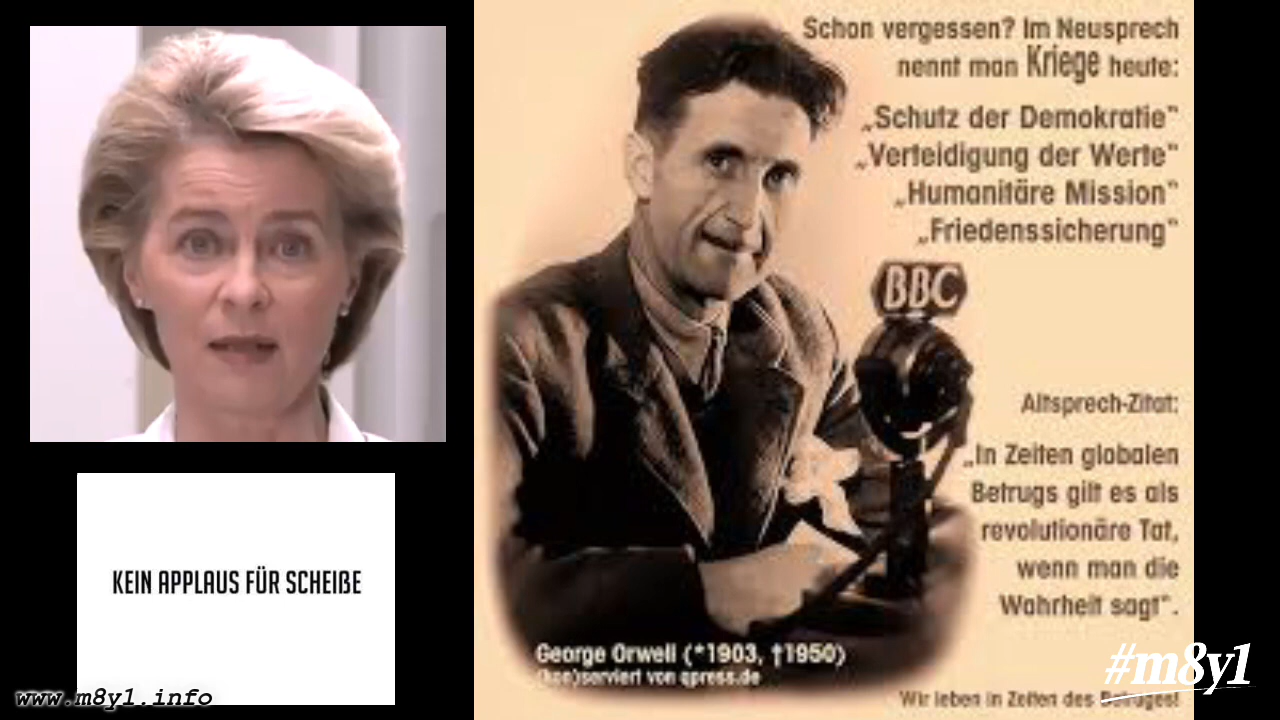 Schon vergessen? Im Neusprech
nennt man Kriege heute:
„Schutz der Demokratie“
„Verteidigung der Werte“
„Humanitäre Mission“
„Friedenssicherung“
BBC
Altsprech-Zitat:
„In Zeiten globalen
Betrugs gilt es als
revolutionäre Tat,
wenn man die
Wahrheit sagt“.
George Orwell (*1903, †1950)
(kon)serviert von qpress.de
Wir leben in Zeiten des Betruges!
KEIN APPLAUS FÜR SCHEIẞE
www.m8y1.info
#m8y1